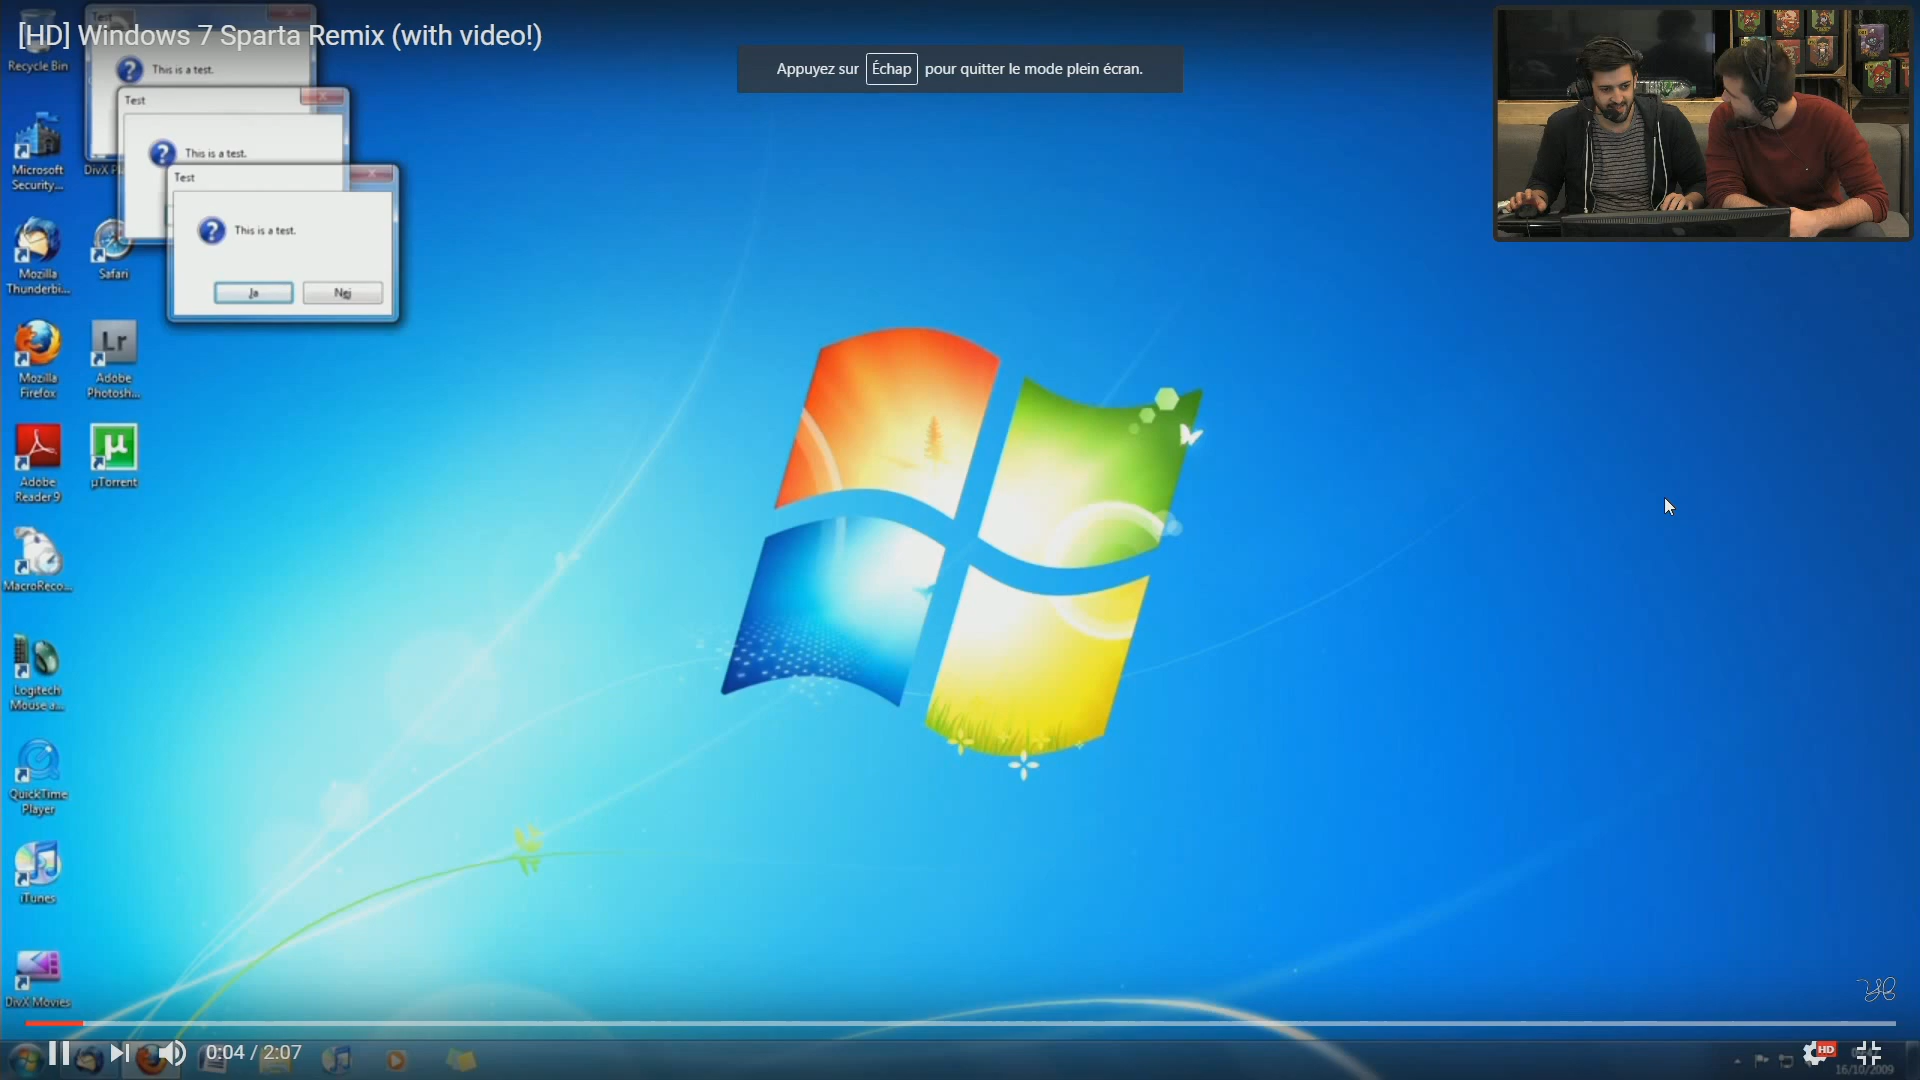 [HD] Windows 7 Sparta Remix (with video!)
Appuyez sur Échap pour quitter le mode plein écran.
Recycle Bin
Test
This is a test.
Test
This is a test.
Test
This is a test.
Ja
Nej
Microsoft
Security...
DivX
Mozilla
Thunderbi...
Safari
Mozilla
Firefox
Lr
Adobe
Photosh...
Adobe
Reader 9
µ
µTorrent
MacroReco...
Logitech
Mouse a...
QuickTime
Player
iTunes
DivX Movies
0:04 / 2:07
HD
16/10/2009